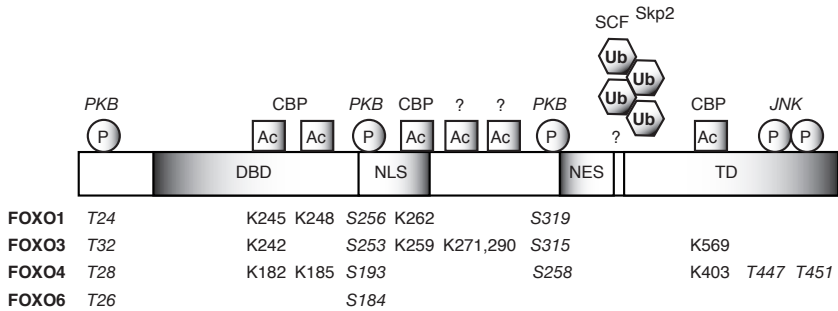 SCF Skp2
Ub
Ub
Ub
Ub
PKB CBP PKB CBP ? ? PKB ? CBP JNK
P Ac Ac P Ac Ac Ac P Ac P P
DBD NLS NES TD
FOXO1 T24 K245 K248 S256 K262 S319
FOXO3 T32 K242 S253 K259 K271,290 S315 K569
FOXO4 T28 K182 K185 S193 S258 K403 T447 T451
FOXO6 T26 S184